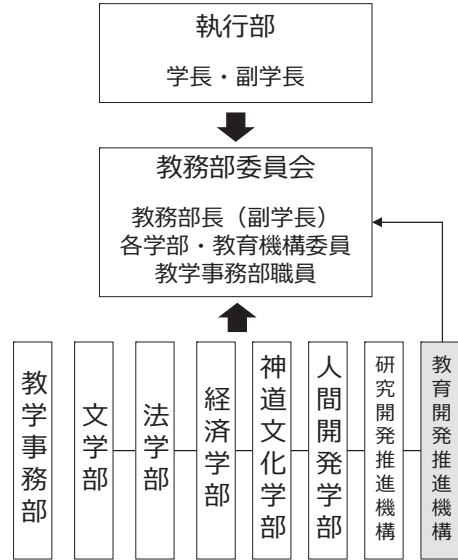 執行部
学長・副学長
教務部委員会
教務部長（副学長）
各学部・教育機構委員
教学事務部職員
教学事務部
文学部
法学部
経済学部
神道文化学部
人間開発学部
研究開発推進機構
教育開発推進機構